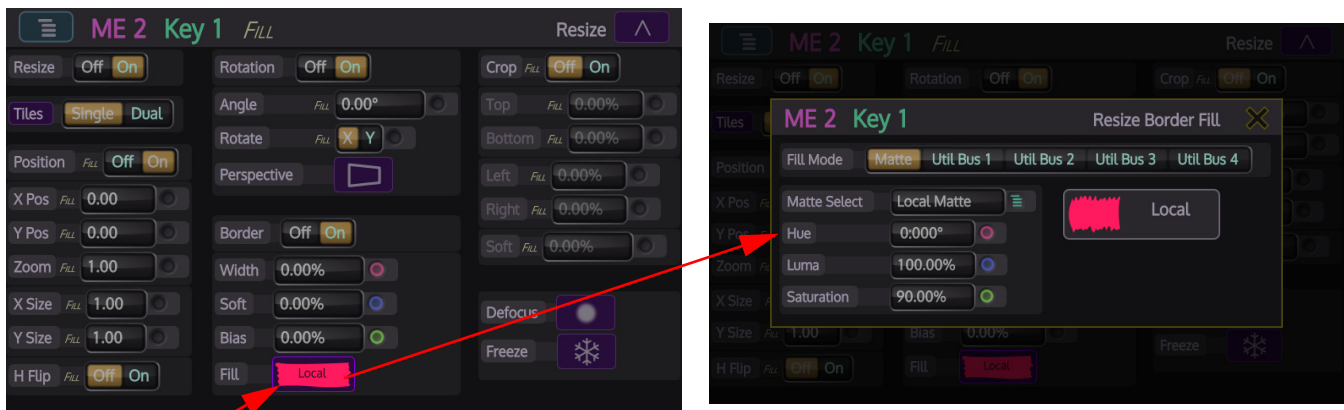 ME 2 Key 1 FILL Resize
Resize Off On
Tiles Single Dual
Position FILL Off On
X Pos FILL 0.00
Y Pos FILL 0.00
Zoom FILL 1.00
X Size FILL 1.00
Y Size FILL 1.00
H Flip FILL Off On
Rotation Off On
Angle FILL 0.00°
Rotate FILL X Y
Perspective
Border Off On
Width 0.00%
Soft 0.00%
Bias 0.00%
Fill Local
Crop FILL Off On
Top FILL 0.00%
Bottom FILL 0.00%
Left FILL 0.00%
Right FILL 0.00%
Soft FILL 0.00%
Defocus
Freeze
ME 2 Key 1 FILL Resize
Resize Off On Rotation Off On Crop FILL Off On
Tiles
Position
X Pos
Y Pos
Zoom
X Size
Y Size 1.00 Bias 0.00%
H Flip FILL Off On Fill Local
Freeze
ME 2 Key 1 Resize Border Fill
Fill Mode Matte Util Bus 1 Util Bus 2 Util Bus 3 Util Bus 4
Matte Select Local Matte
Hue 0:000°
Luma 100.00%
Saturation 90.00%
Local